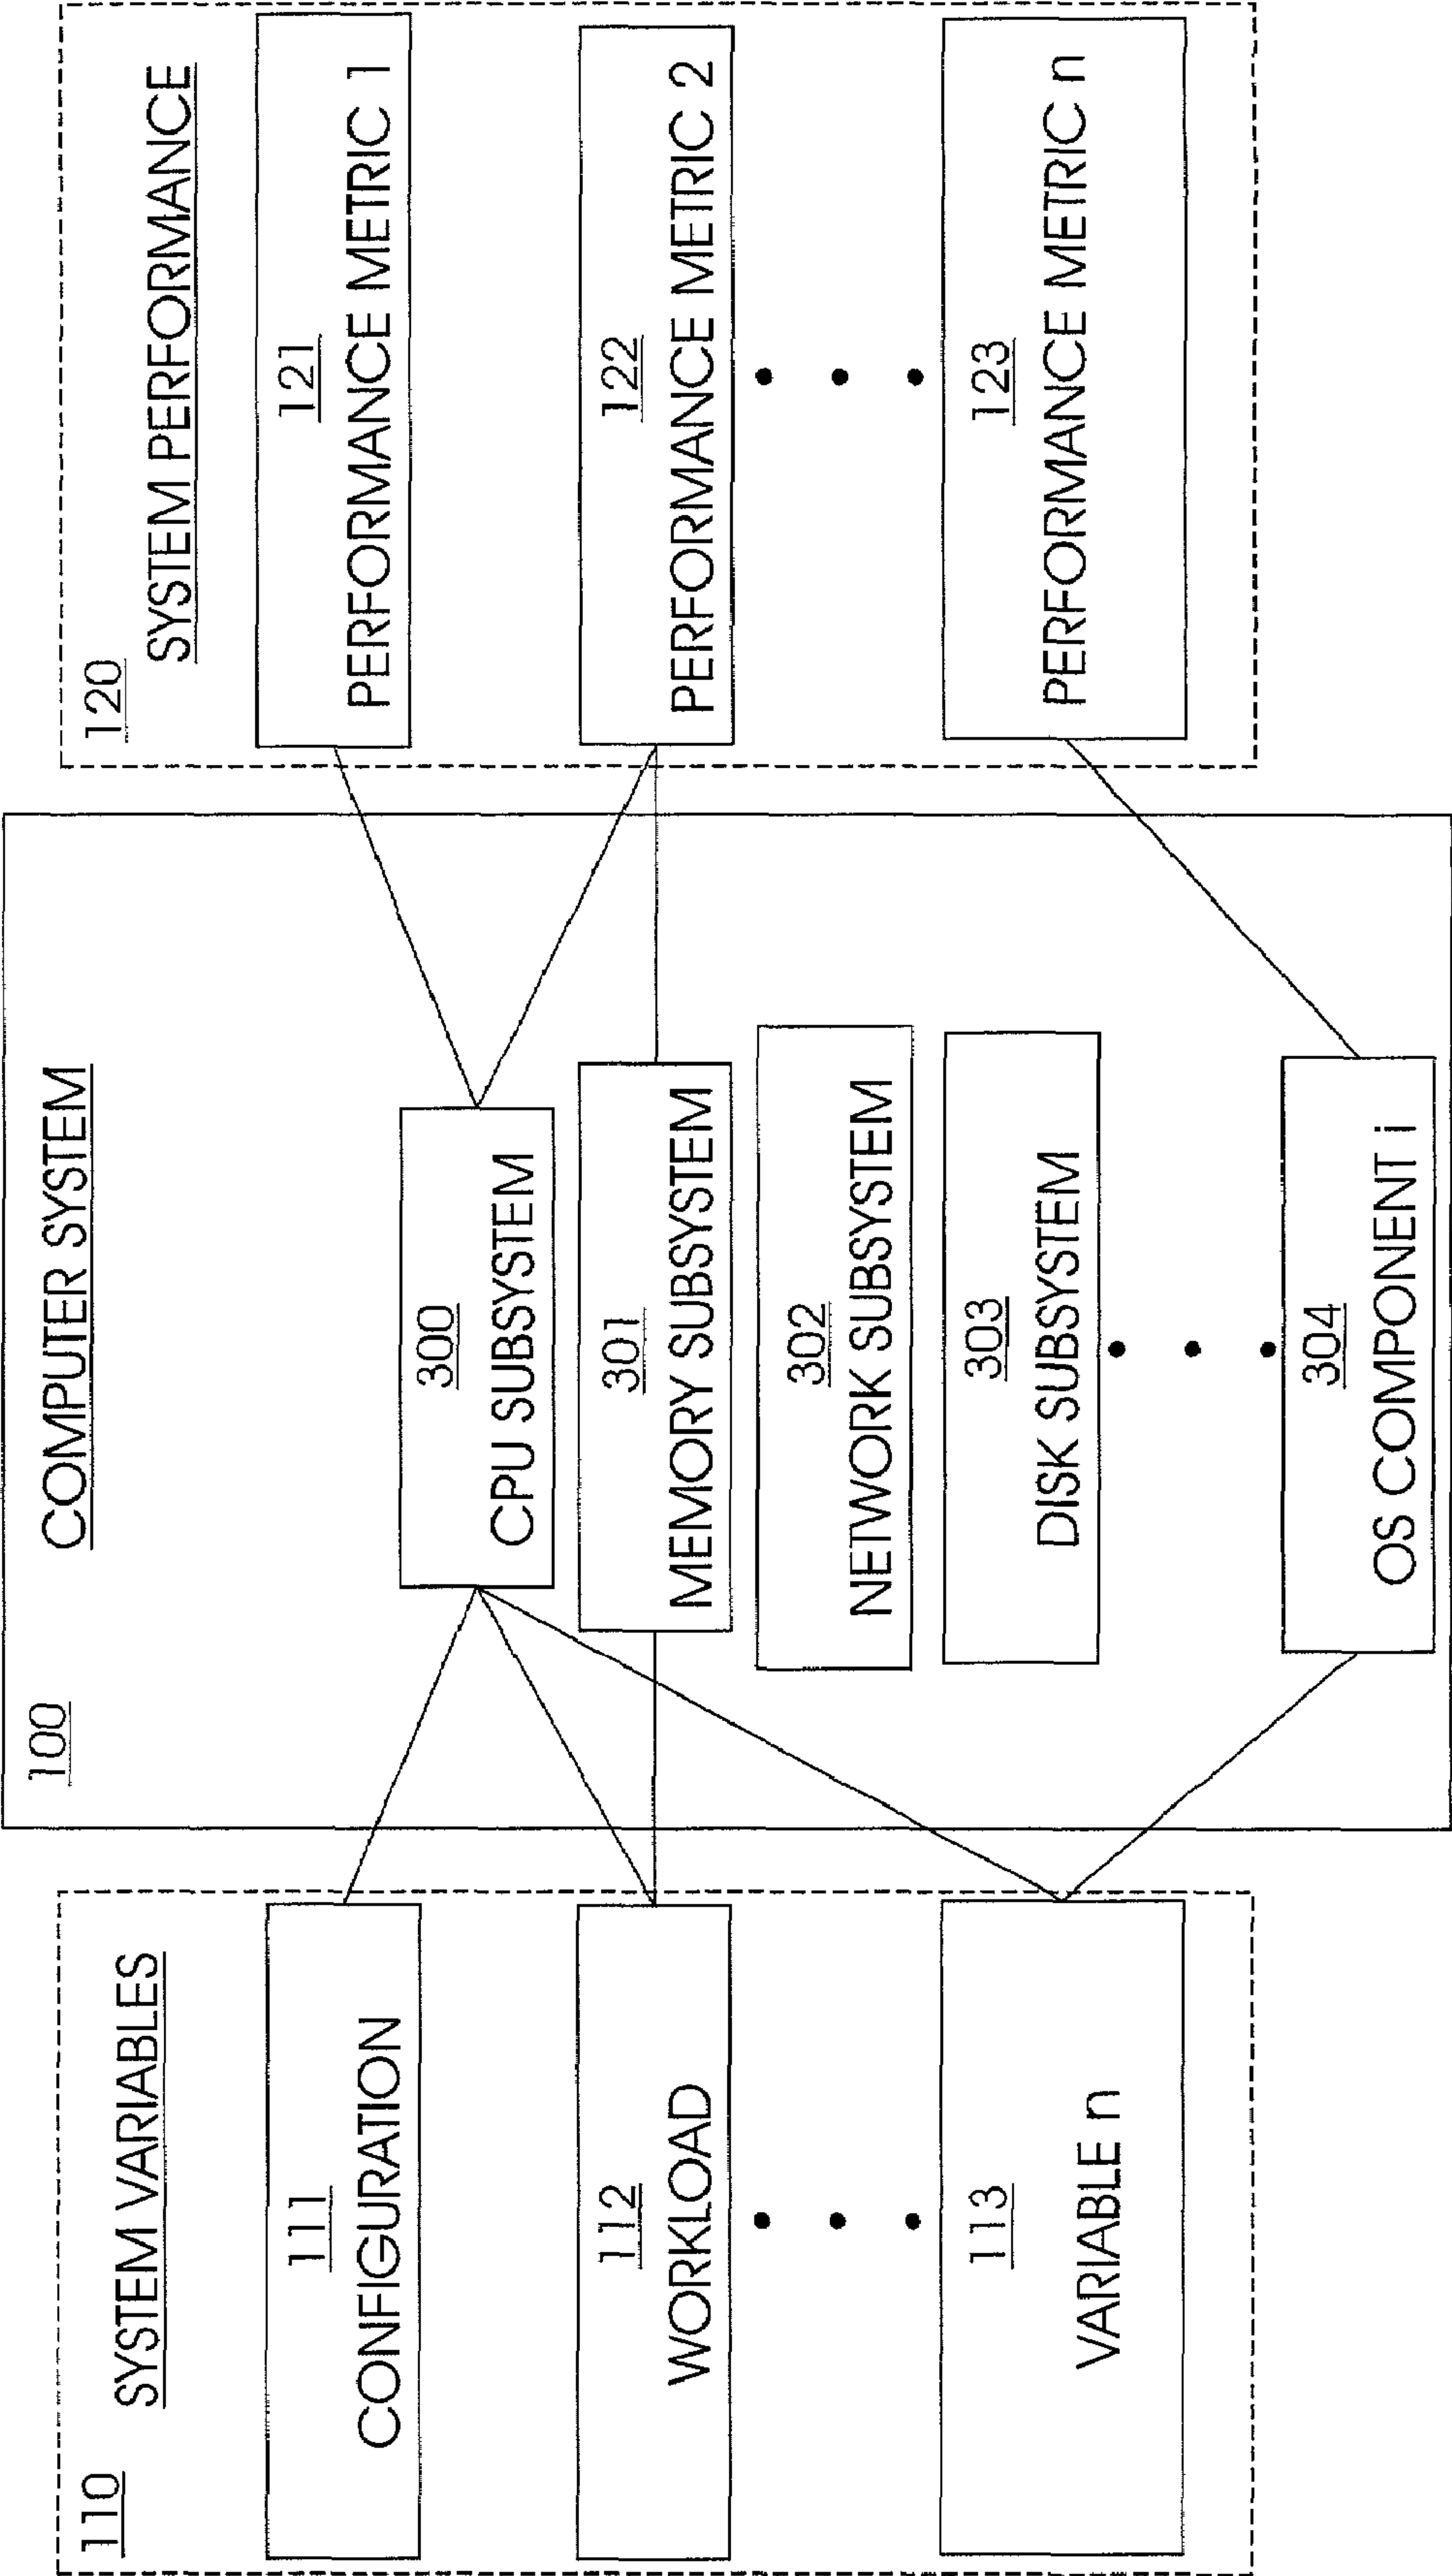 110
SYSTEM VARIABLES
111
CONFIGURATION
112
WORKLOAD
113
VARIABLE n
100
COMPUTER SYSTEM
300
CPU SUBSYSTEM
301
MEMORY SUBSYSTEM
302
NETWORK SUBSYSTEM
303
DISK SUBSYSTEM
304
OS COMPONENT i
120
SYSTEM PERFORMANCE
121
PERFORMANCE METRIC 1
122
PERFORMANCE METRIC 2
123
PERFORMANCE METRIC n